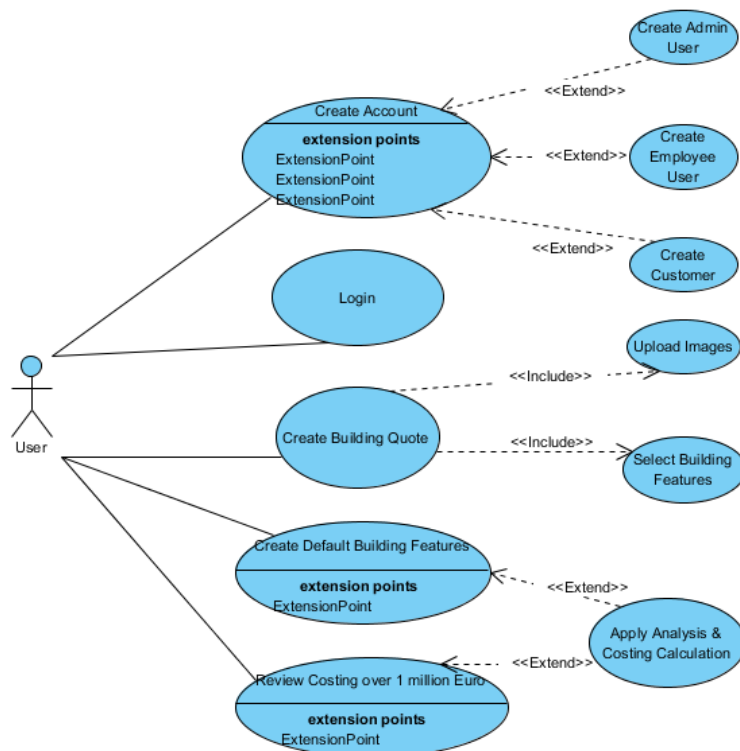 Create Admin
User
<<Extend>>
Create Account
extension points
ExtensionPoint
ExtensionPoint
ExtensionPoint
<<Extend>>
Create
Employee
User
<<Extend>>
Create
Customer
Login
Upload Images
<<Include>>
User
Create Building Quote
<<Include>>
Select Building
Features
Create Default Building Features
extension points
ExtensionPoint
<<Extend>>
Apply Analysis &
Costing Calculation
<<Extend>>
Review Costing over 1 million Euro
extension points
ExtensionPoint